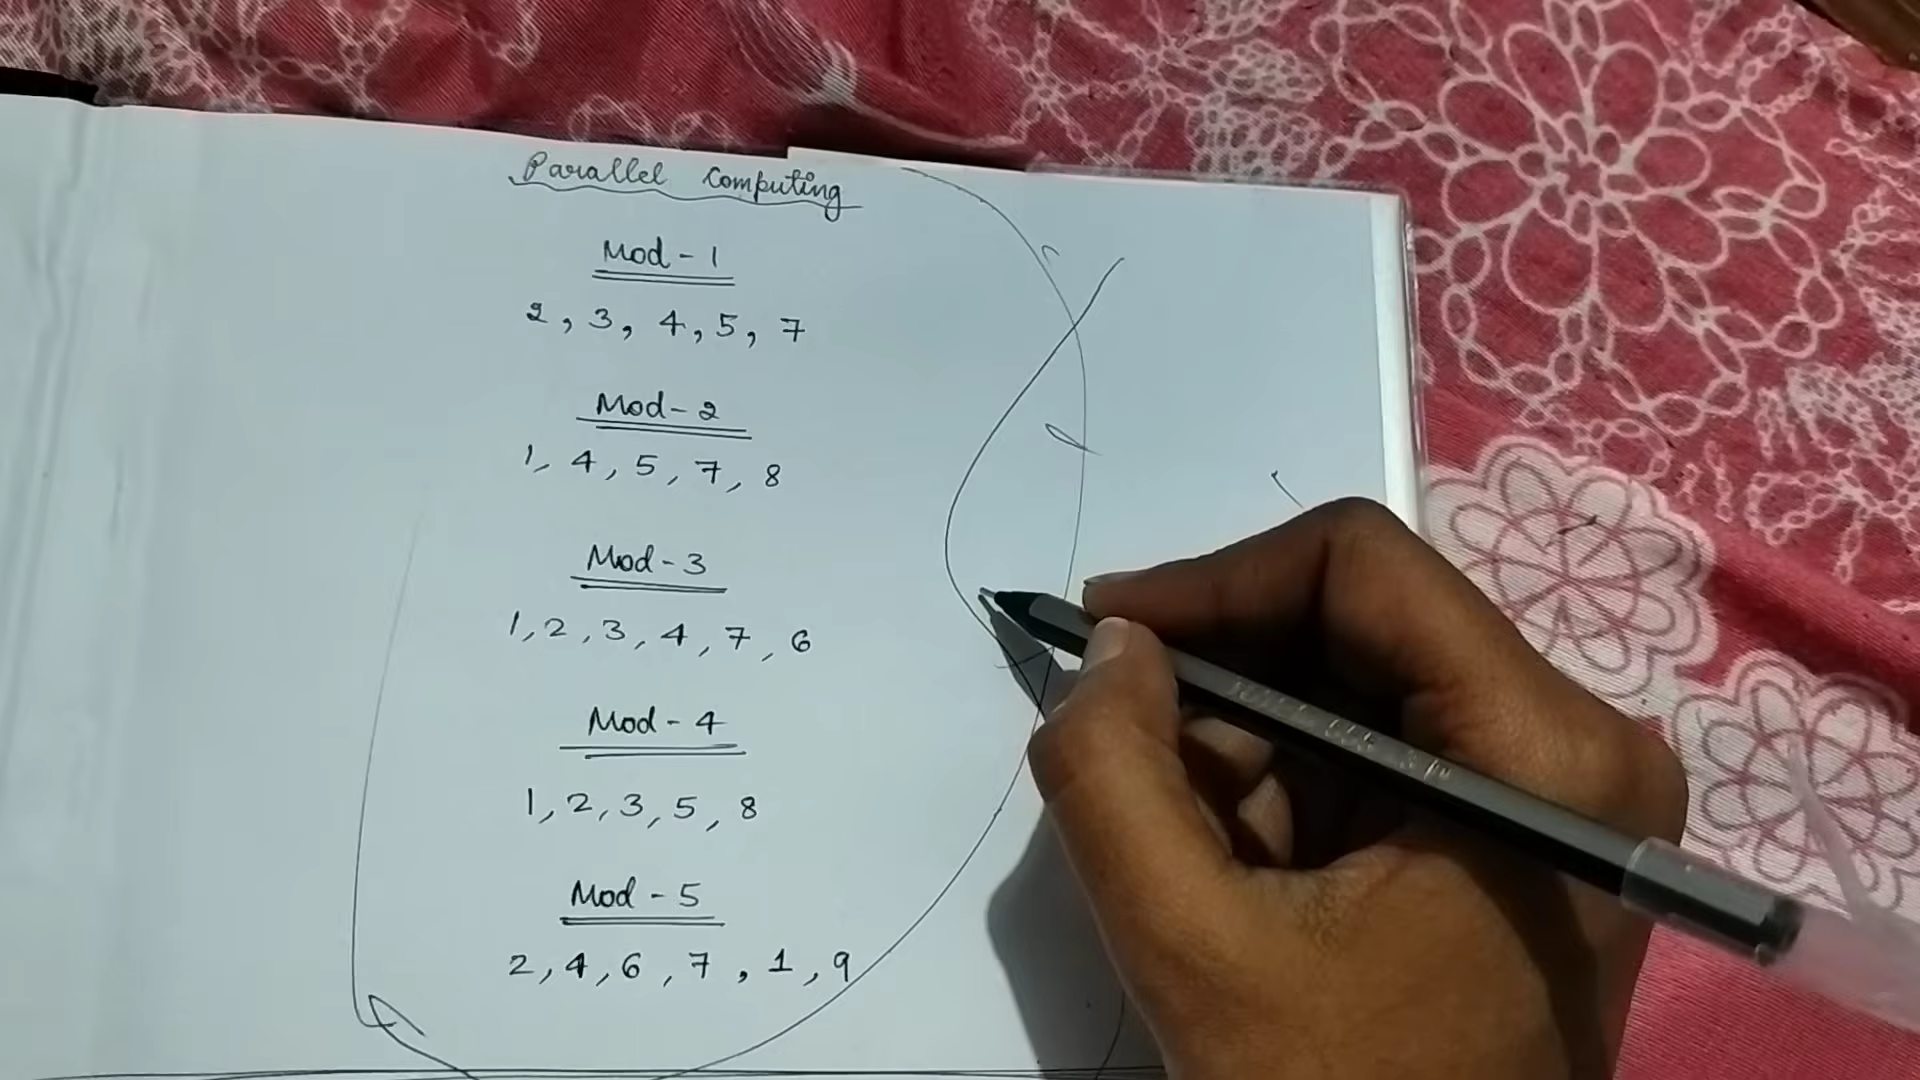 Parallel Computing
Mod - 1
2, 3, 4, 5, 7
Mod - 2
1, 4, 5, 7, 8
Mod - 3
1, 2, 3, 4, 7, 6
Mod - 4
1, 2, 3, 5, 8
Mod - 5
2, 4, 6, 7, 1, 9